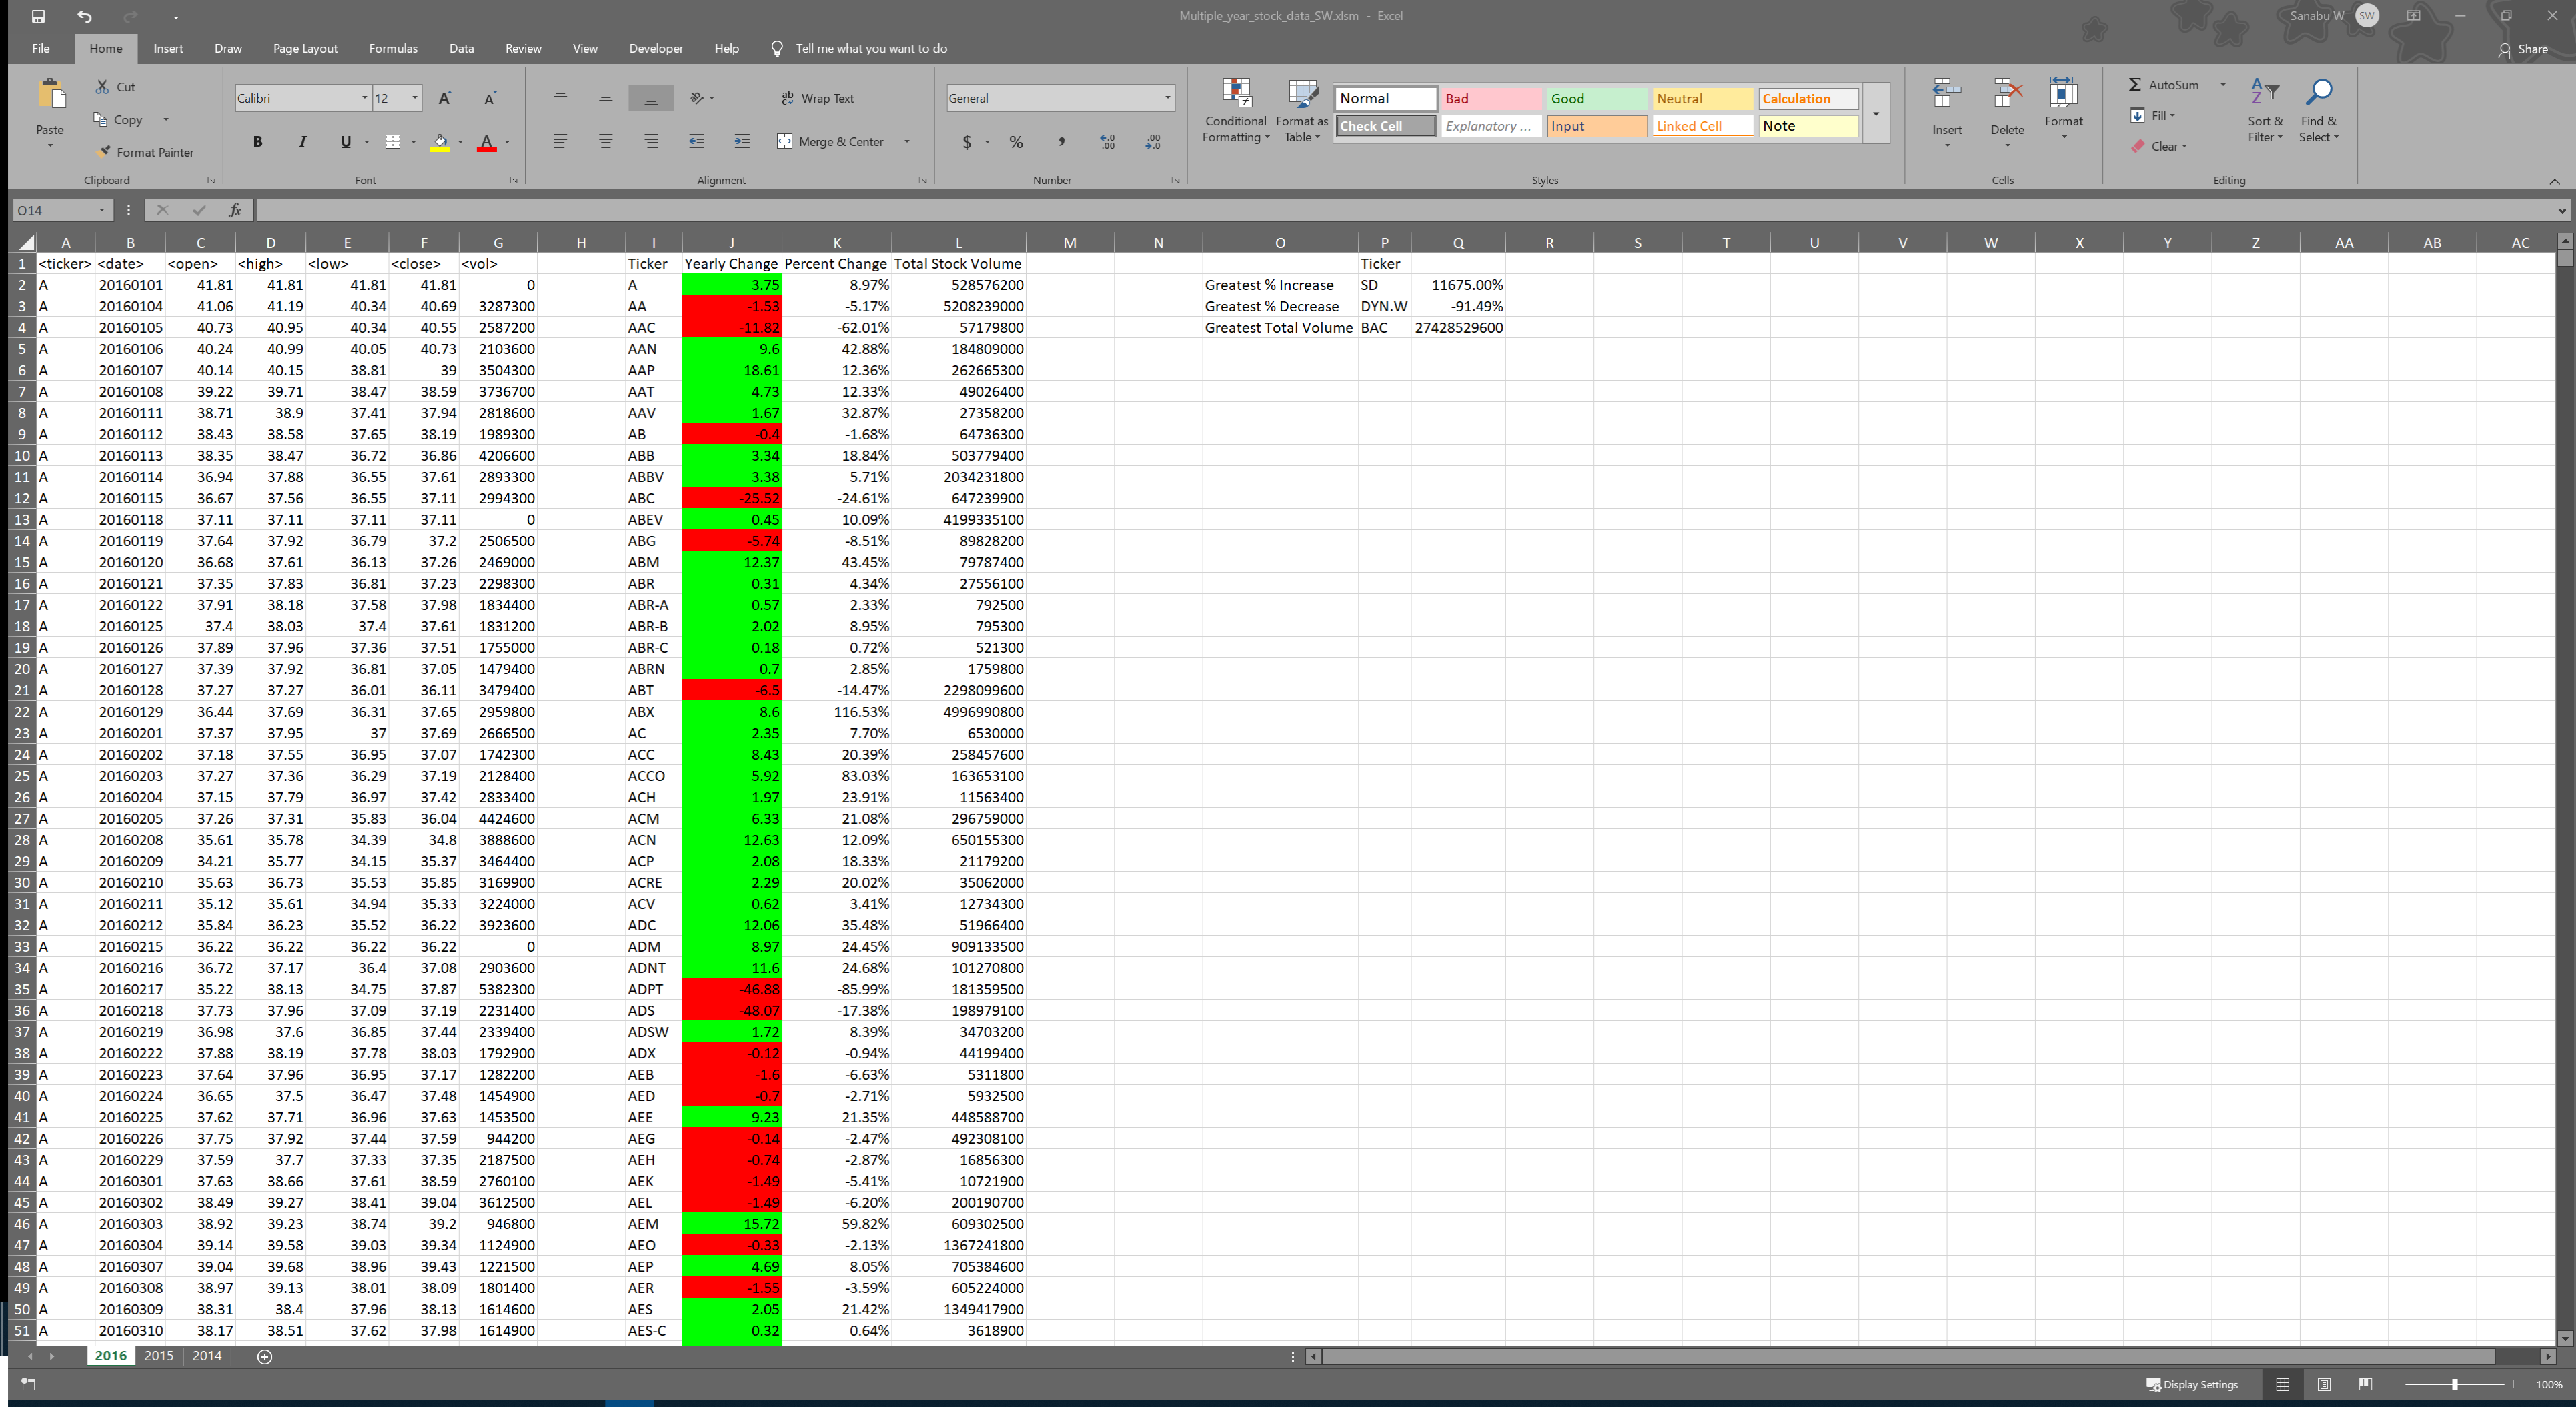 Multiple_year_stock_data_SW.xlsm - Excel Sanabu W SW
File Home Insert Draw Page Layout Formulas Data Review View Developer Help Tell me what you want to do Share
Paste Cut Copy Format Painter Clipboard
Calibri 12 A A B I U A Font
Wrap Text Merge & Center Alignment
General $ % , Number
Conditional Formatting Format as Table
Normal Bad Good Neutral Calculation
Check Cell Explanatory ... Input Linked Cell Note
Styles
Insert Delete Format Cells
AutoSum Fill Clear Sort & Filter Find & Select Editing
O14 fx
A B C D E F G H I J K L M N O P Q R S T U V W X Y Z AA AB AC
1 <ticker> <date> <open> <high> <low> <close> <vol> Ticker Yearly Change Percent Change Total Stock Volume Ticker
2 A 20160101 41.81 41.81 41.81 41.81 0 A 3.75 8.97% 528576200 Greatest % Increase SD 11675.00%
3 A 20160104 41.06 41.19 40.34 40.69 3287300 AA -1.53 -5.17% 5208239000 Greatest % Decrease DYN.W -91.49%
4 A 20160105 40.73 40.95 40.34 40.55 2587200 AAC -11.82 -62.01% 57179800 Greatest Total Volume BAC 27428529600
5 A 20160106 40.24 40.99 40.05 40.73 2103600 AAN 9.6 42.88% 184809000
6 A 20160107 40.14 40.15 38.81 39 3504300 AAP 18.61 12.36% 262665300
7 A 20160108 39.22 39.71 38.47 38.59 3736700 AAT 4.73 12.33% 49026400
8 A 20160111 38.71 38.9 37.41 37.94 2818600 AAV 1.67 32.87% 27358200
9 A 20160112 38.43 38.58 37.65 38.19 1989300 AB -0.4 -1.68% 64736300
10 A 20160113 38.35 38.47 36.72 36.86 4206600 ABB 3.34 18.84% 503779400
11 A 20160114 36.94 37.88 36.55 37.61 2893300 ABBV 3.38 5.71% 2034231800
12 A 20160115 36.67 37.56 36.55 37.11 2994300 ABC -25.52 -24.61% 647239900
13 A 20160118 37.11 37.11 37.11 37.11 0 ABEV 0.45 10.09% 4199335100
14 A 20160119 37.64 37.92 36.79 37.2 2506500 ABG -5.74 -8.51% 89828200
15 A 20160120 36.68 37.61 36.13 37.26 2469000 ABM 12.37 43.45% 79787400
16 A 20160121 37.35 37.83 36.81 37.23 2298300 ABR 0.31 4.34% 27556100
17 A 20160122 37.91 38.18 37.58 37.98 1834400 ABR-A 0.57 2.33% 792500
18 A 20160125 37.4 38.03 37.4 37.61 1831200 ABR-B 2.02 8.95% 795300
19 A 20160126 37.89 37.96 37.36 37.51 1755000 ABR-C 0.18 0.72% 521300
20 A 20160127 37.39 37.92 36.81 37.05 1479400 ABRN 0.7 2.85% 1759800
21 A 20160128 37.27 37.27 36.01 36.11 3479400 ABT -6.5 -14.47% 2298099600
22 A 20160129 36.44 37.69 36.31 37.65 2959800 ABX 8.6 116.53% 4996990800
23 A 20160201 37.37 37.95 37 37.69 2666500 AC 2.35 7.70% 6530000
24 A 20160202 37.18 37.55 36.95 37.07 1742300 ACC 8.43 20.39% 258457600
25 A 20160203 37.27 37.36 36.29 37.19 2128400 ACCO 5.92 83.03% 163653100
26 A 20160204 37.15 37.79 36.97 37.42 2833400 ACH 1.97 23.91% 11563400
27 A 20160205 37.26 37.31 35.83 36.04 4424600 ACM 6.33 21.08% 296759000
28 A 20160208 35.61 35.78 34.39 34.8 3888600 ACN 12.63 12.09% 650155300
29 A 20160209 34.21 35.77 34.15 35.37 3464400 ACP 2.08 18.33% 21179200
30 A 20160210 35.63 36.73 35.53 35.85 3169900 ACRE 2.29 20.02% 35062000
31 A 20160211 35.12 35.61 34.94 35.33 3224000 ACV 0.62 3.41% 12734300
32 A 20160212 35.84 36.23 35.52 36.22 3923600 ADC 12.06 35.48% 51966400
33 A 20160215 36.22 36.22 36.22 36.22 0 ADM 8.97 24.45% 909133500
34 A 20160216 36.72 37.17 36.4 37.08 2903600 ADNT 11.6 24.68% 101270800
35 A 20160217 35.22 38.13 34.75 37.87 5382300 ADPT -46.88 -85.99% 181359500
36 A 20160218 37.73 37.96 37.09 37.19 2231400 ADS -48.07 -17.38% 198979100
37 A 20160219 36.98 37.6 36.85 37.44 2339400 ADSW 1.72 8.39% 34703200
38 A 20160222 37.88 38.19 37.78 38.03 1792900 ADX -0.12 -0.94% 44199400
39 A 20160223 37.64 37.96 36.95 37.17 1282200 AEB -1.6 -6.63% 5311800
40 A 20160224 36.65 37.5 36.47 37.48 1454900 AED -0.7 -2.71% 5932500
41 A 20160225 37.62 37.71 36.96 37.63 1453500 AEE 9.23 21.35% 448588700
42 A 20160226 37.75 37.92 37.44 37.59 944200 AEG -0.14 -2.47% 492308100
43 A 20160229 37.59 37.7 37.33 37.35 2187500 AEH -0.74 -2.87% 16856300
44 A 20160301 37.63 38.66 37.61 38.59 2760100 AEK -1.49 -5.41% 10721900
45 A 20160302 38.49 39.27 38.41 39.04 3612500 AEL -1.49 -6.20% 200190700
46 A 20160303 38.92 39.23 38.74 39.2 946800 AEM 15.72 59.82% 609302500
47 A 20160304 39.14 39.58 39.03 39.34 1124900 AEO -0.33 -2.13% 1367241800
48 A 20160307 39.04 39.68 38.96 39.43 1221500 AEP 4.69 8.05% 705384600
49 A 20160308 38.97 39.13 38.01 38.09 1801400 AER -1.55 -3.59% 605224000
50 A 20160309 38.31 38.4 37.96 38.13 1614600 AES 2.05 21.42% 1349417900
51 A 20160310 38.17 38.51 37.62 37.98 1614900 AES-C 0.32 0.64% 3618900
2016 2015 2014
Display Settings 100%